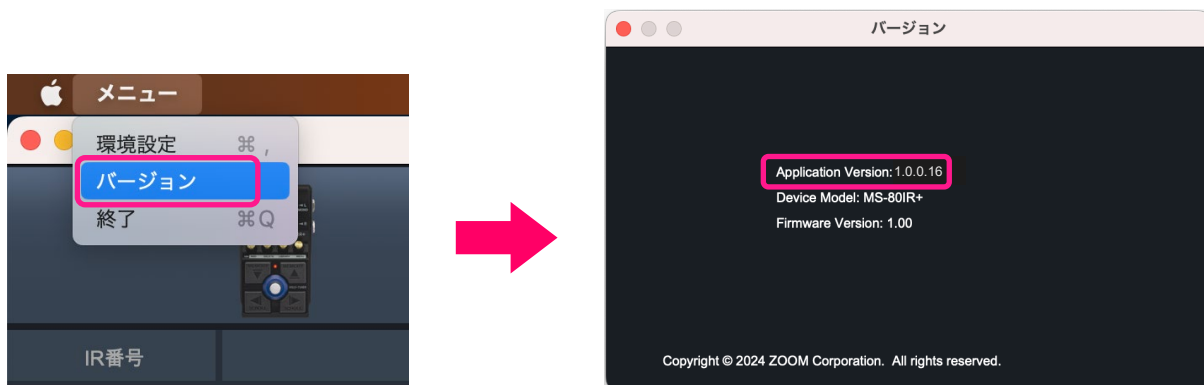 メニュー
環境設定 ⌘ ,
バージョン
終了 ⌘Q
IR番号
バージョン
Application Version: 1.0.0.16
Device Model: MS-80IR+
Firmware Version: 1.00
Copyright © 2024 ZOOM Corporation. All rights reserved.